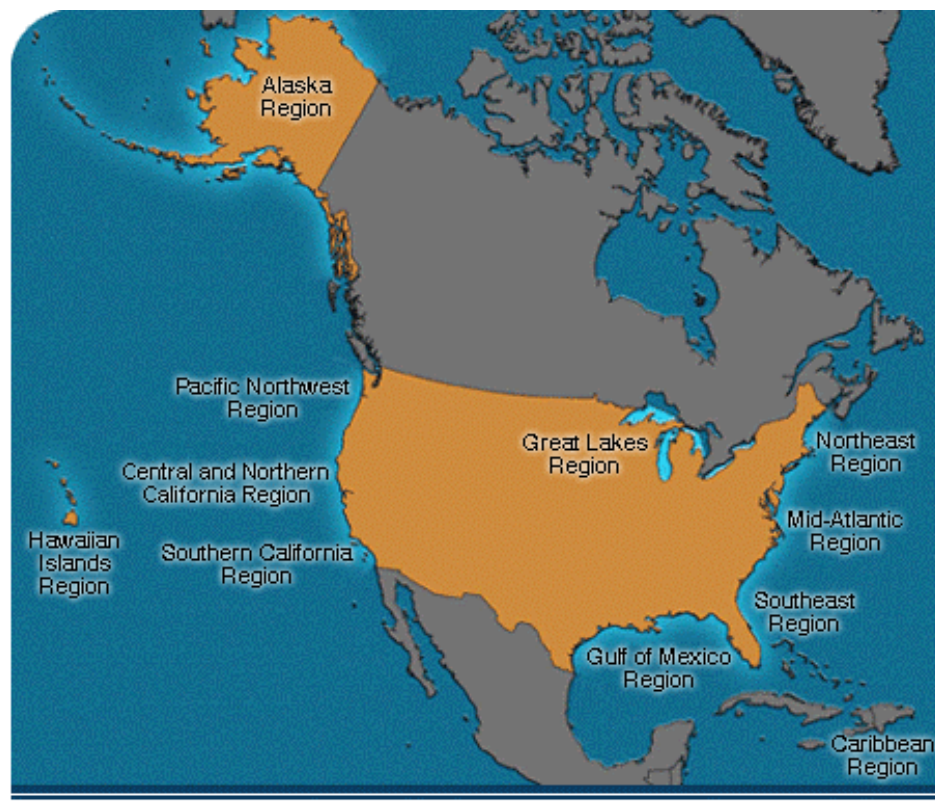 Alaska
Region
Pacific Northwest
Region
Great Lakes
Region
Northeast
Region
Central and Northern
California Region
Mid-Atlantic
Region
Hawaiian
Islands
Region
Southern California
Region
Southeast
Region
Gulf of Mexico
Region
Caribbean
Region